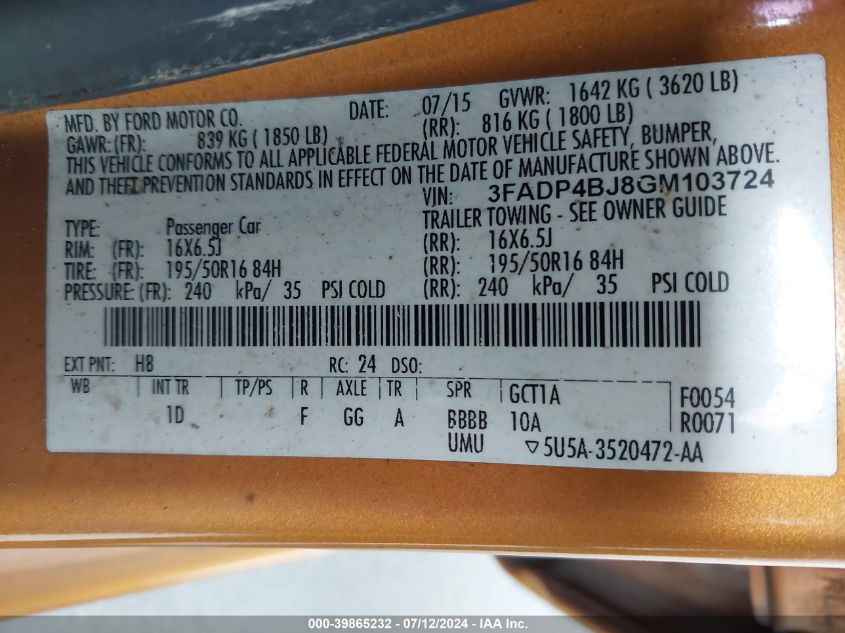 MFD. BY FORD MOTOR CO. DATE: 07/15 GVWR: 1642 KG ( 3620 LB)
GAWR: (FR): 839 KG ( 1850 LB) (RR): 816 KG ( 1800 LB)
THIS VEHICLE CONFORMS TO ALL APPLICABLE FEDERAL MOTOR VEHICLE SAFETY, BUMPER,
AND THEFT PREVENTION STANDARDS IN EFFECT ON THE DATE OF MANUFACTURE SHOWN ABOVE.
VIN: 3FADP4BJ8GM103724
TYPE: Passenger Car TRAILER TOWING - SEE OWNER GUIDE
RIM: (FR): 16X6.5J (RR): 16X6.5J
TIRE: (FR): 195/50R16 84H (RR): 195/50R16 84H
PRESSURE: (FR): 240 kPa/ 35 PSI COLD (RR): 240 kPa/ 35 PSI COLD
EXT PNT: H8 RC: 24 DSO:
WB INT TR TP/PS R AXLE TR SPR GCT1A F0054
1D F GG A BBBB 10A R0071
UMU ▽5U5A-3520472-AA
000-39865232 - 07/12/2024 - IAA Inc.